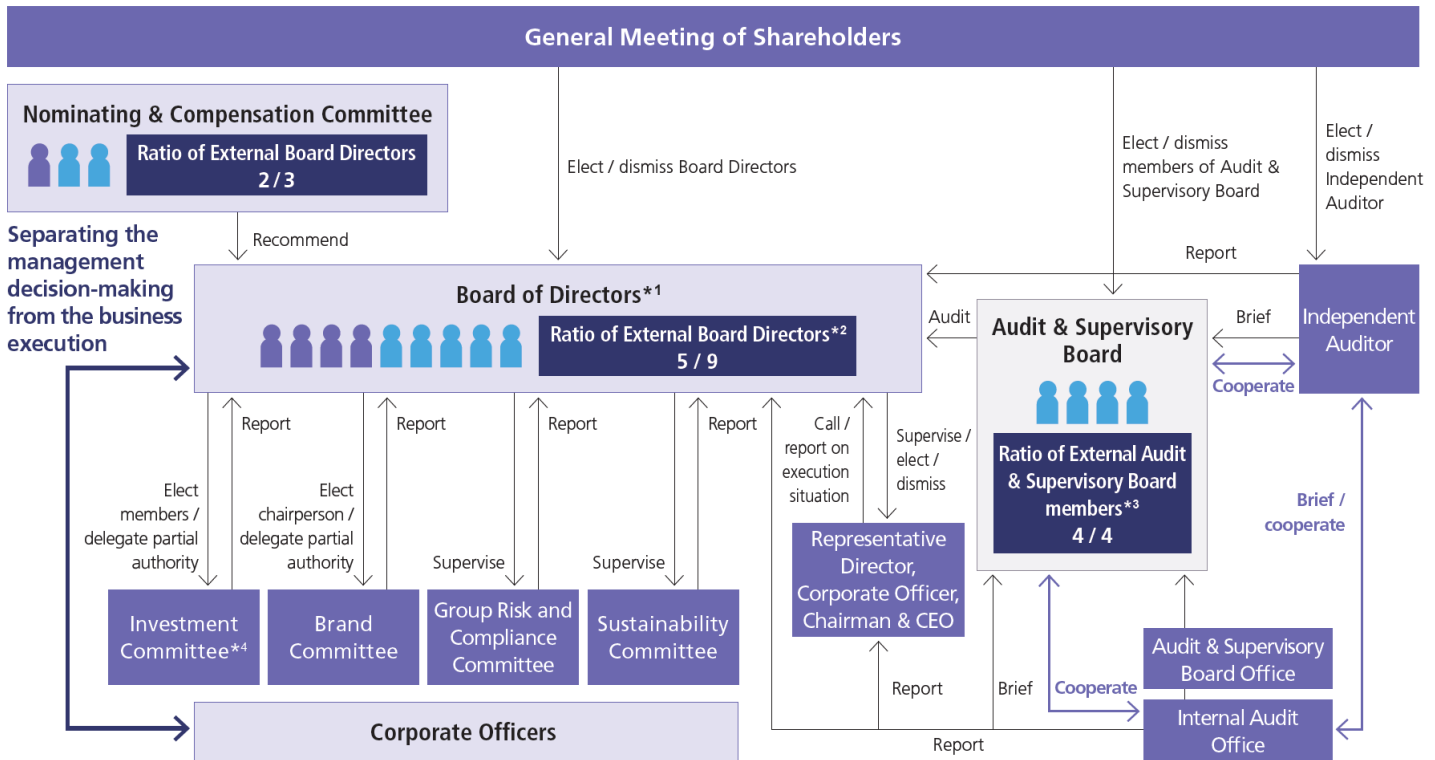 General Meeting of Shareholders
Nominating & Compensation Committee
Ratio of External Board Directors
2 / 3
Elect / dismiss Board Directors
Elect / dismiss
members of Audit &
Supervisory Board
Elect /
dismiss
Independent
Auditor
Recommend
Separating the
management
decision-making
from the business
execution
Board of Directors*1
Ratio of External Board Directors*2
5 / 9
Report
Audit
Audit & Supervisory
Board
Ratio of External Audit
& Supervisory Board
members*3
4 / 4
Brief
Cooperate
Independent
Auditor
Report
Elect
members /
delegate partial
authority
Report
Elect
chairperson /
delegate partial
authority
Report
Supervise
Report
Supervise
Call /
report on
execution
situation
Supervise /
elect /
dismiss
Brief /
cooperate
Investment
Committee*4
Brand
Committee
Group Risk and
Compliance
Committee
Sustainability
Committee
Representative
Director,
Corporate Officer,
Chairman & CEO
Report
Brief
Cooperate
Audit & Supervisory
Board Office
Internal Audit
Office
Report
Corporate Officers